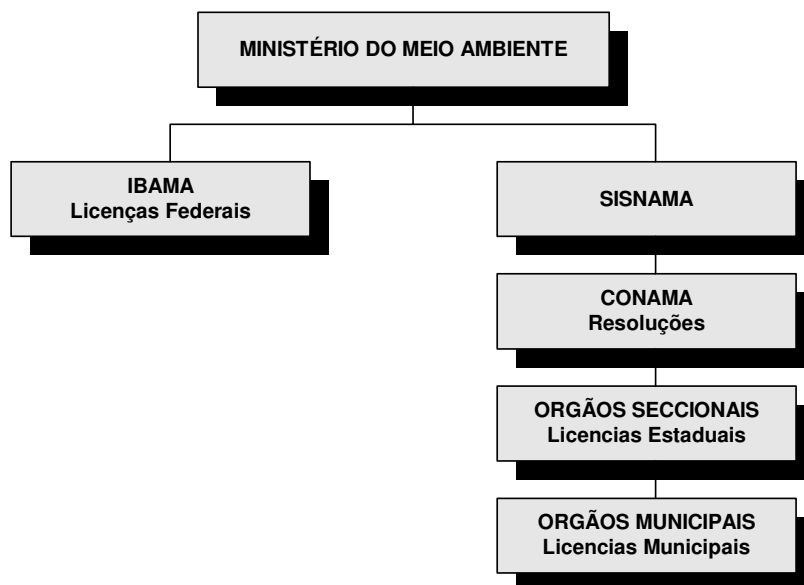 MINISTÉRIO DO MEIO AMBIENTE
IBAMA
Licenças Federais
SISNAMA
CONAMA
Resoluções
ORGÃOS SECCIONAIS
Licencias Estaduais
ORGÃOS MUNICIPAIS
Licencias Municipais